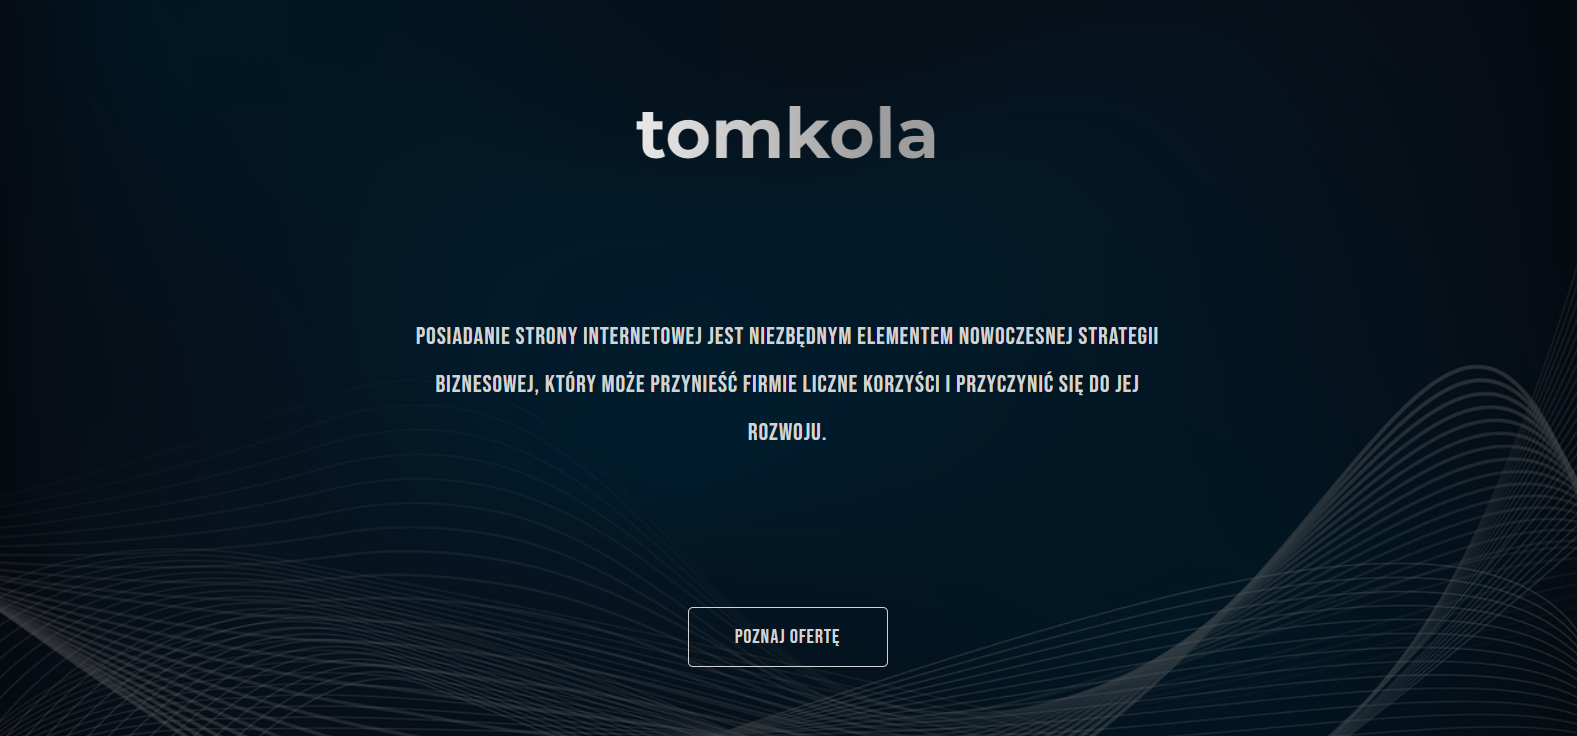 tomkola
POSIADANIE STRONY INTERNETOWEJ JEST NIEZBĘDNYM ELEMENTEM NOWOCZESNEJ STRATEGII
BIZNESOWEJ, KTÓRY MOŻE PRZYNIEŚĆ FIRMIE LICZNE KORZYŚCI I PRZYCZYNIĆ SIĘ DO JEJ
ROZWOJU.
POZNAJ OFERTĘ